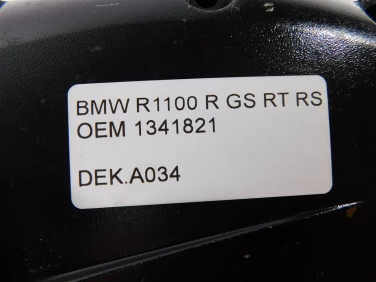 BMW R1100 R GS RT RS
OEM 1341821
DEK.A034